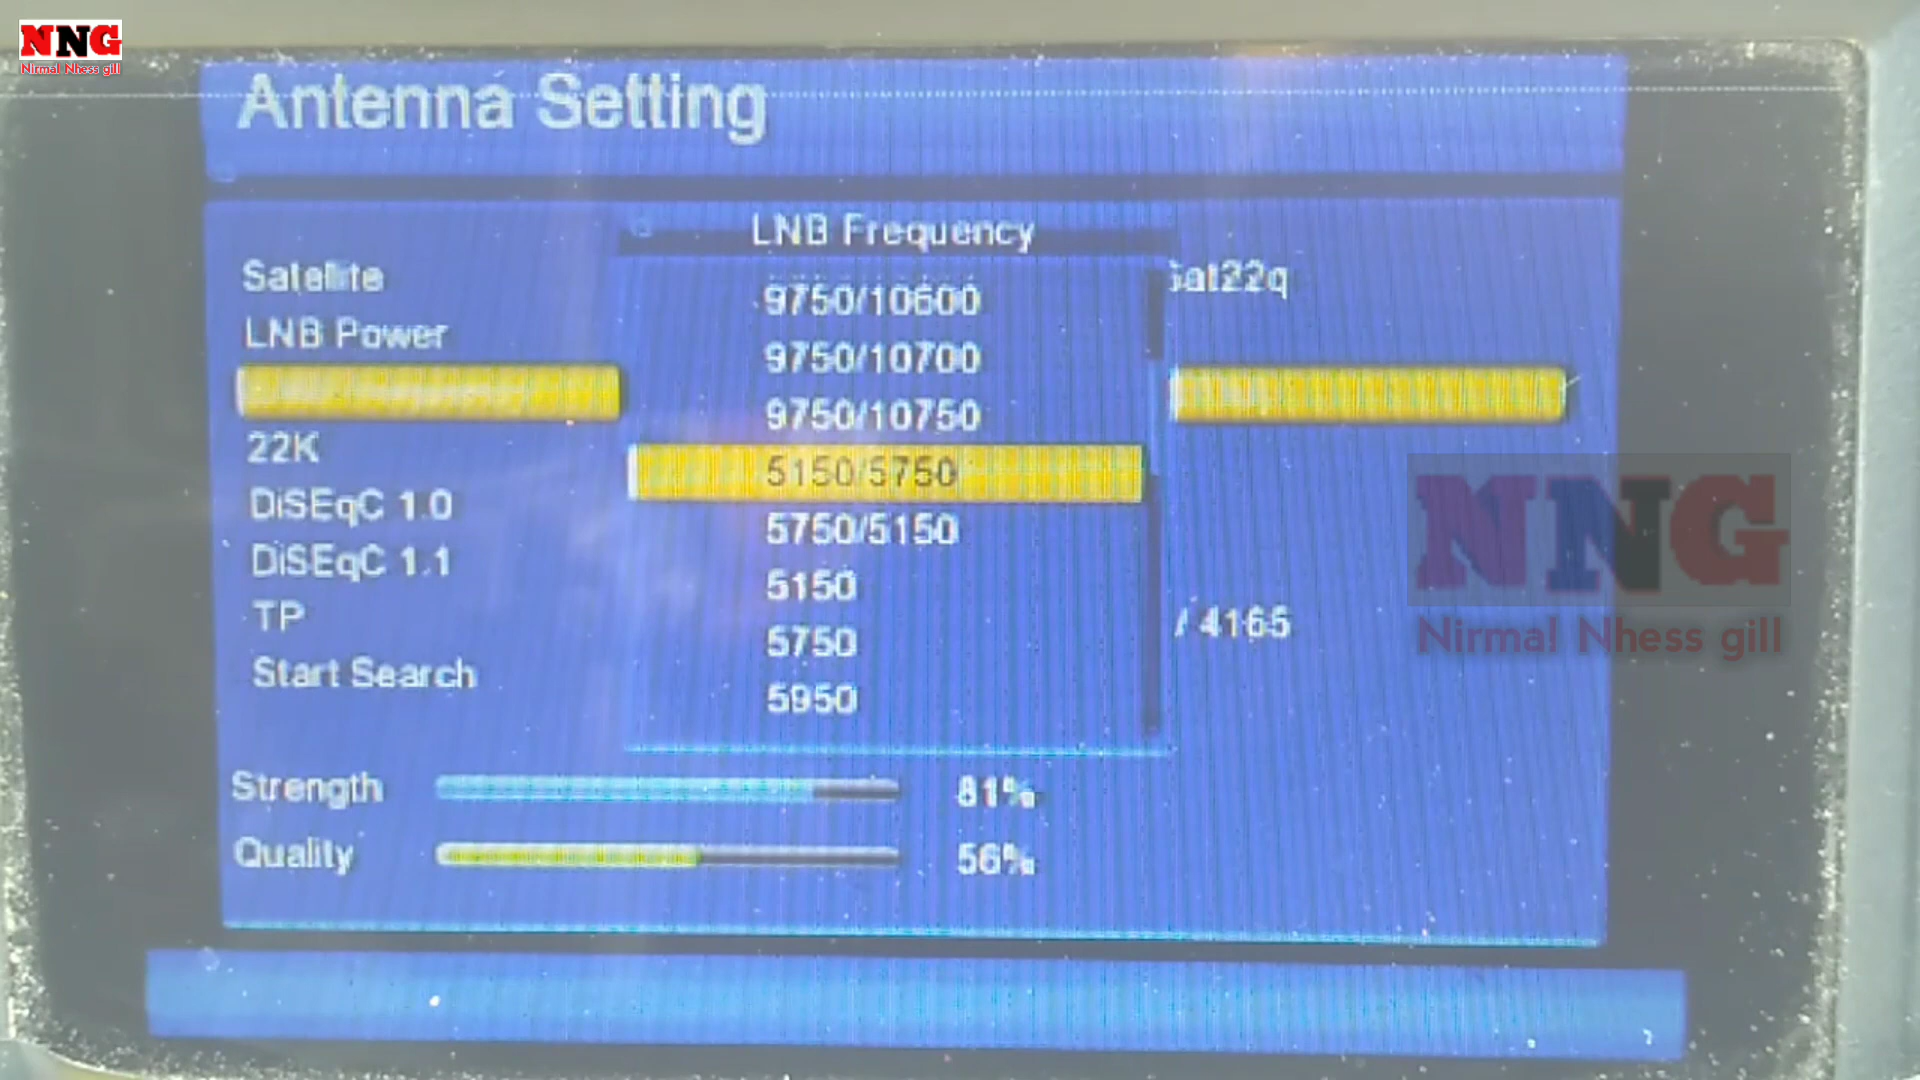 NNG
Nirmal Nhess gill
Antenna Setting
LNB Frequency
Satellite
LNB Power
22K
DiSEqC 1.0
DiSEqC 1.1
TP
Start Search
9750/10600
9750/10700
9750/10750
5150/5750
5750/5150
5150
5750
5950
/ 4165
NNG
Nirmal Nhess gill
Strength 81%
Quality 56%